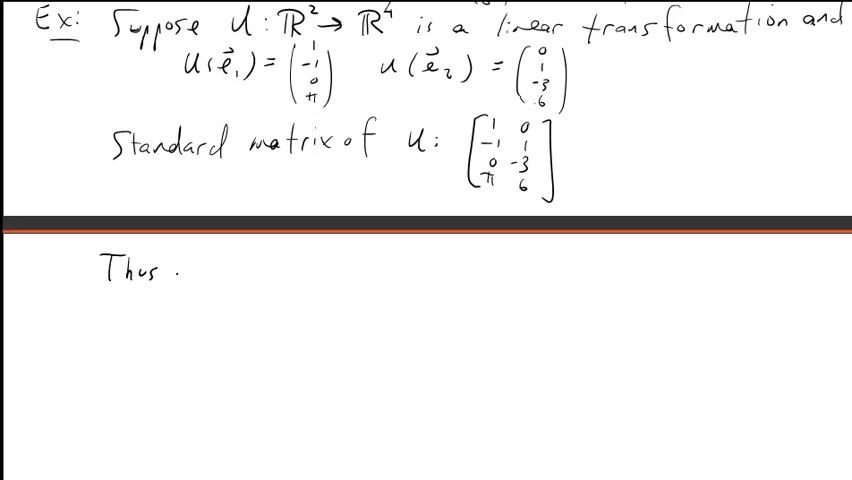 Ex: Suppose U : ℝ² → ℝ⁴ is a linear transformation and
U(e⃗₁) = (1 -1 0 π) U(e⃗₂) = (0 1 -3 6)
Standard matrix of U: [1 0
-1 1
0 -3
π 6]
Thus